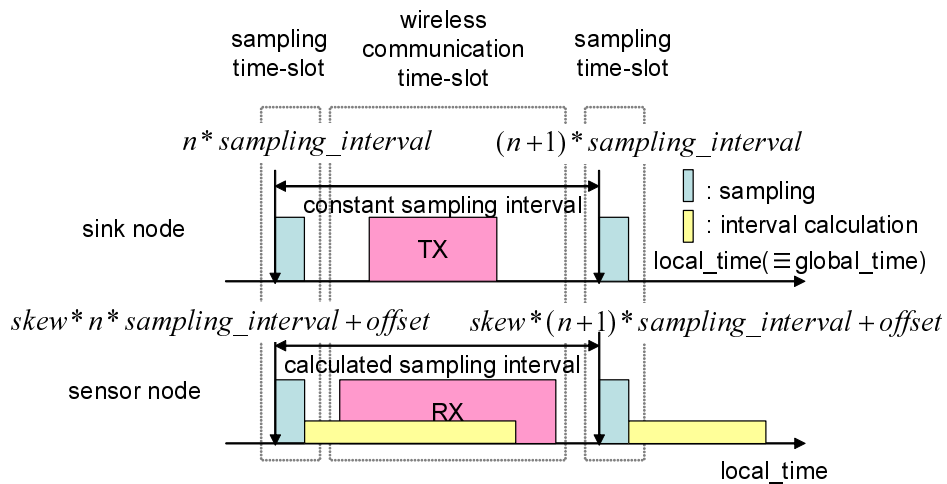 sampling
time-slot
wireless
communication
time-slot
sampling
time-slot
n* sampling_interval
(n+1)* sampling_interval
constant sampling interval
: sampling
: interval calculation
sink node
TX
local_time(≡global_time)
skew* n* sampling_interval+offset
skew*(n+1)* sampling_interval+offset
calculated sampling interval
sensor node
RX
local_time